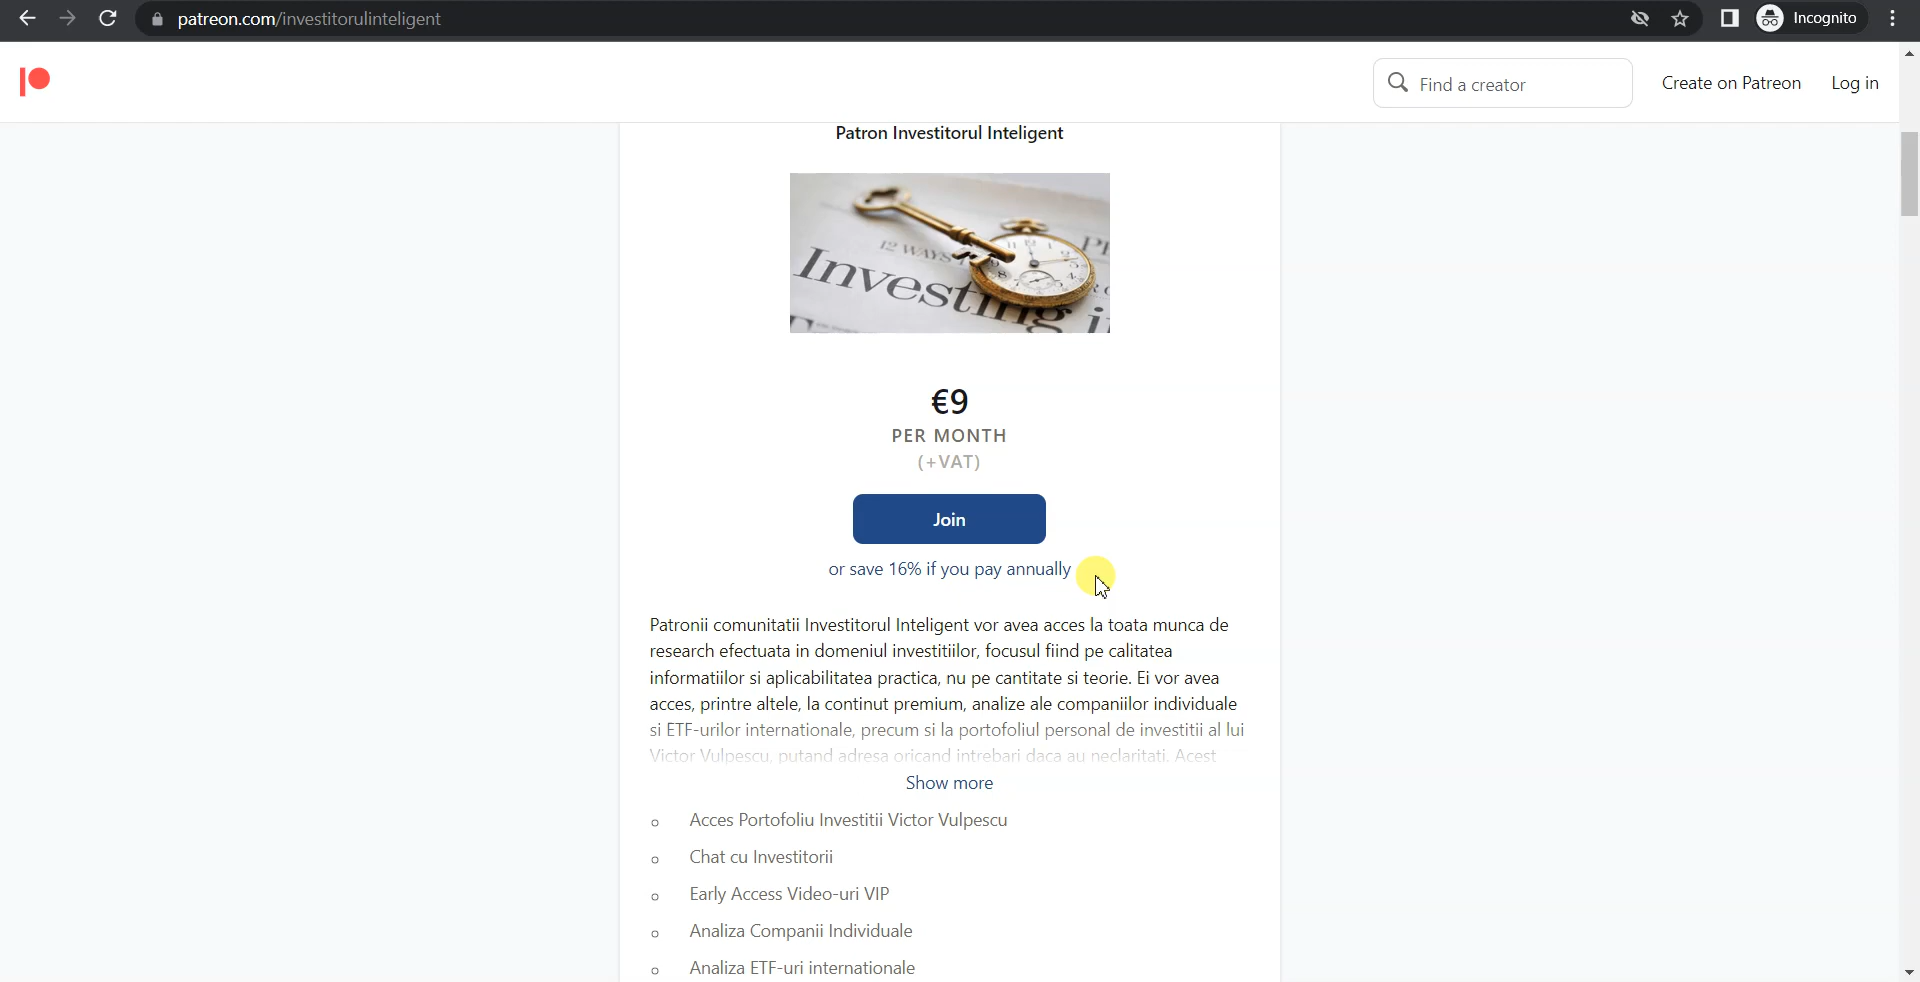 patreon.com/investitorulinteligent
Incognito
Find a creator
Create on Patreon
Log in
Patron Investitorul Inteligent
12 WAYS
Investing i
€9
PER MONTH
(+VAT)
Join
or save 16% if you pay annually
Patronii comunitatii Investitorul Inteligent vor avea acces la toata munca de
research efectuata in domeniul investitiilor, focusul fiind pe calitatea
informatiilor si aplicabilitatea practica, nu pe cantitate si teorie. Ei vor avea
acces, printre altele, la continut premium, analize ale companiilor individuale
si ETF-urilor internationale, precum si la portofoliul personal de investitii al lui
Victor Vulpescu, putand adresa oricand intrebari daca au neclaritati. Acest
Show more
Acces Portofoliu Investitii Victor Vulpescu
Chat cu Investitorii
Early Access Video-uri VIP
Analiza Companii Individuale
Analiza ETF-uri internationale